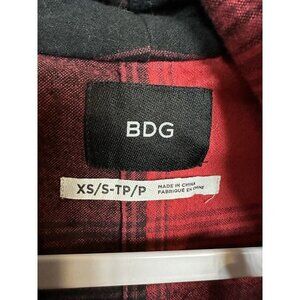 BDG
XS/S-TP/P
MADE IN CHINA
FABRIQUÉ EN CHINE